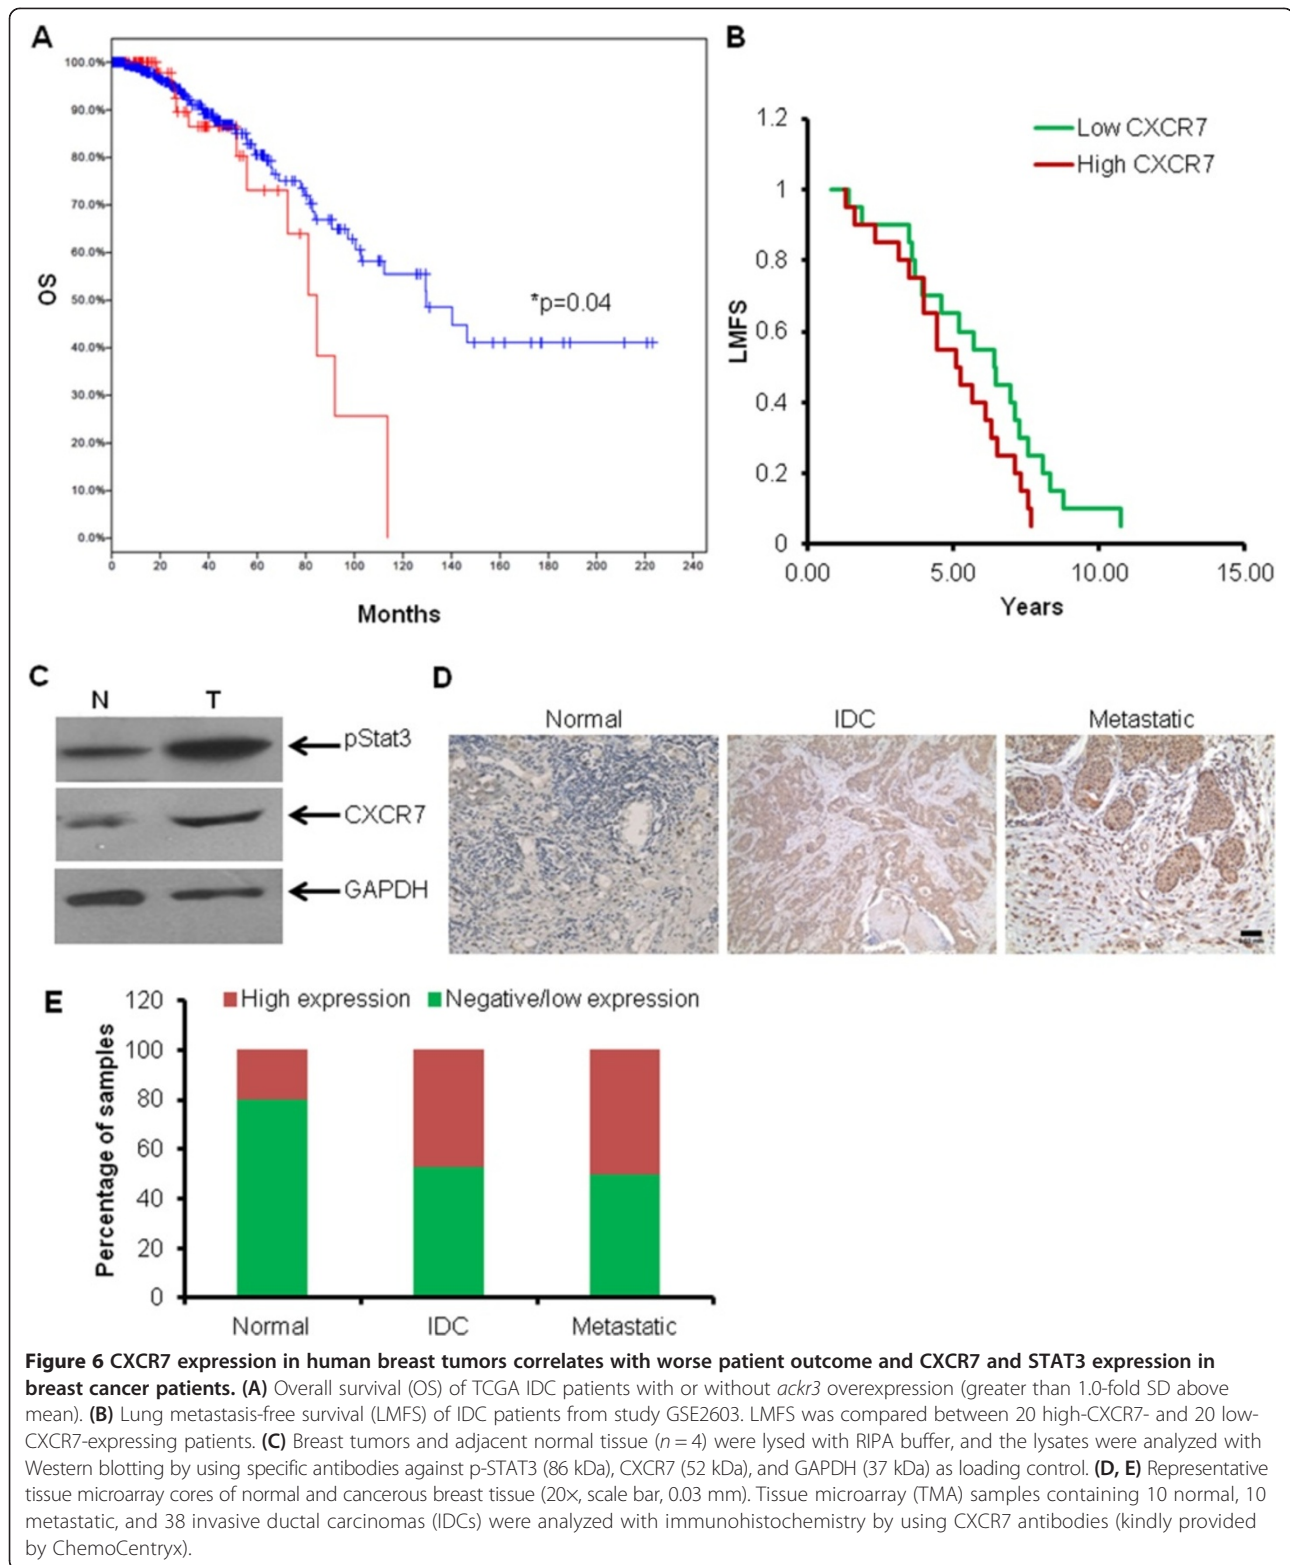 A
100.0%
90.0%
80.0%
70.0%
60.0%
50.0%
40.0%
30.0%
20.0%
10.0%
0.0%
OS
*p=0.04
0 20 40 60 80 100 120 140 160 180 200 220 240
Months
B
1.2
1
0.8
0.6
0.4
0.2
0
LMFS
Low CXCR7
High CXCR7
0.00 5.00 10.00 15.00
Years
C
N T
pStat3
CXCR7
GAPDH
D
Normal IDC Metastatic
E
High expression Negative/low expression
120
100
80
60
40
20
0
Percentage of samples
Normal IDC Metastatic
Figure 6 CXCR7 expression in human breast tumors correlates with worse patient outcome and CXCR7 and STAT3 expression in
breast cancer patients. (A) Overall survival (OS) of TCGA IDC patients with or without ackr3 overexpression (greater than 1.0-fold SD above
mean). (B) Lung metastasis-free survival (LMFS) of IDC patients from study GSE2603. LMFS was compared between 20 high-CXCR7- and 20 low-
CXCR7-expressing patients. (C) Breast tumors and adjacent normal tissue (n = 4) were lysed with RIPA buffer, and the lysates were analyzed with
Western blotting by using specific antibodies against p-STAT3 (86 kDa), CXCR7 (52 kDa), and GAPDH (37 kDa) as loading control. (D, E) Representative
tissue microarray cores of normal and cancerous breast tissue (20×, scale bar, 0.03 mm). Tissue microarray (TMA) samples containing 10 normal, 10
metastatic, and 38 invasive ductal carcinomas (IDCs) were analyzed with immunohistochemistry by using CXCR7 antibodies (kindly provided
by ChemoCentryx).